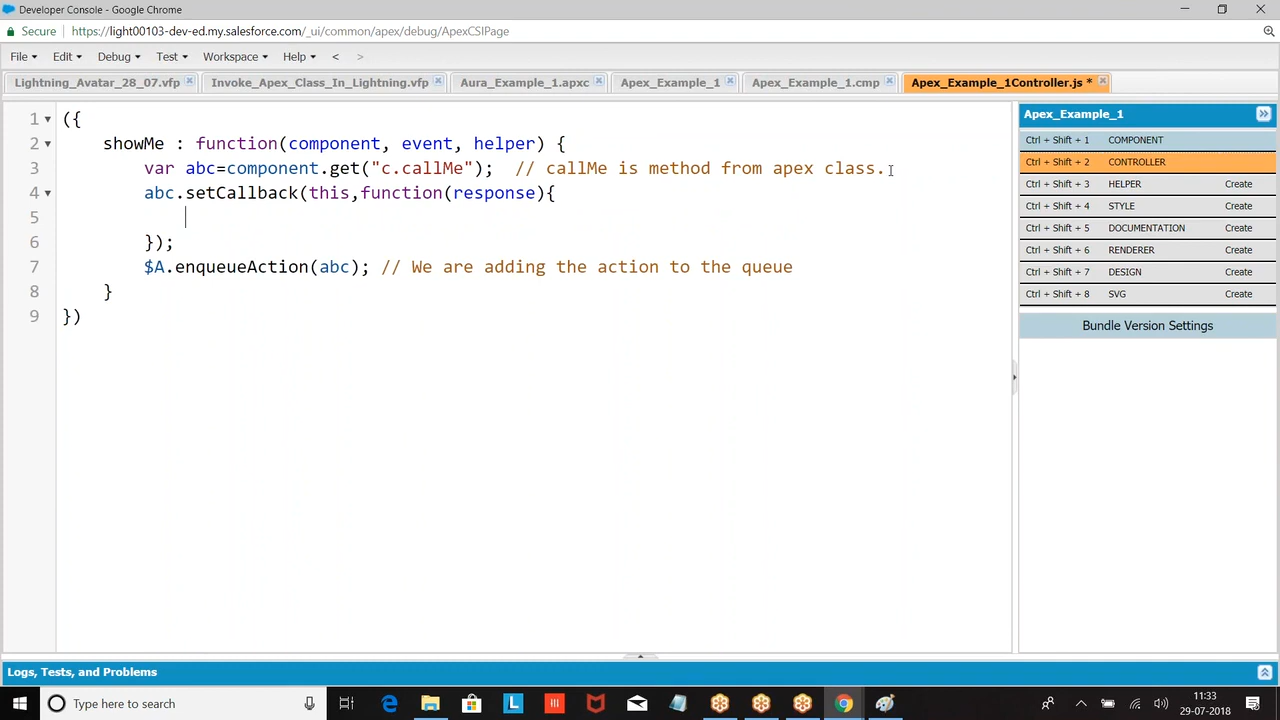 Developer Console - Google Chrome
Secure https://light00103-dev-ed.my.salesforce.com/_ui/common/apex/debug/ApexCSIPage
File Edit Debug Test Workspace Help < >
Lightning_Avatar_28_07.vfp Invoke_Apex_Class_In_Lightning.vfp Aura_Example_1.apxc Apex_Example_1 Apex_Example_1.cmp Apex_Example_1Controller.js *
1 ({
2 showMe : function(component, event, helper) {
3 var abc=component.get("c.callMe"); // callMe is method from apex class.
4 abc.setCallback(this,function(response){
5
6 });
7 $A.enqueueAction(abc); // We are adding the action to the queue
8 }
9 })
Apex_Example_1
Ctrl + Shift + 1 COMPONENT
Ctrl + Shift + 2 CONTROLLER
Ctrl + Shift + 3 HELPER Create
Ctrl + Shift + 4 STYLE Create
Ctrl + Shift + 5 DOCUMENTATION Create
Ctrl + Shift + 6 RENDERER Create
Ctrl + Shift + 7 DESIGN Create
Ctrl + Shift + 8 SVG Create
Bundle Version Settings
Logs, Tests, and Problems
Type here to search
11:33
29-07-2018